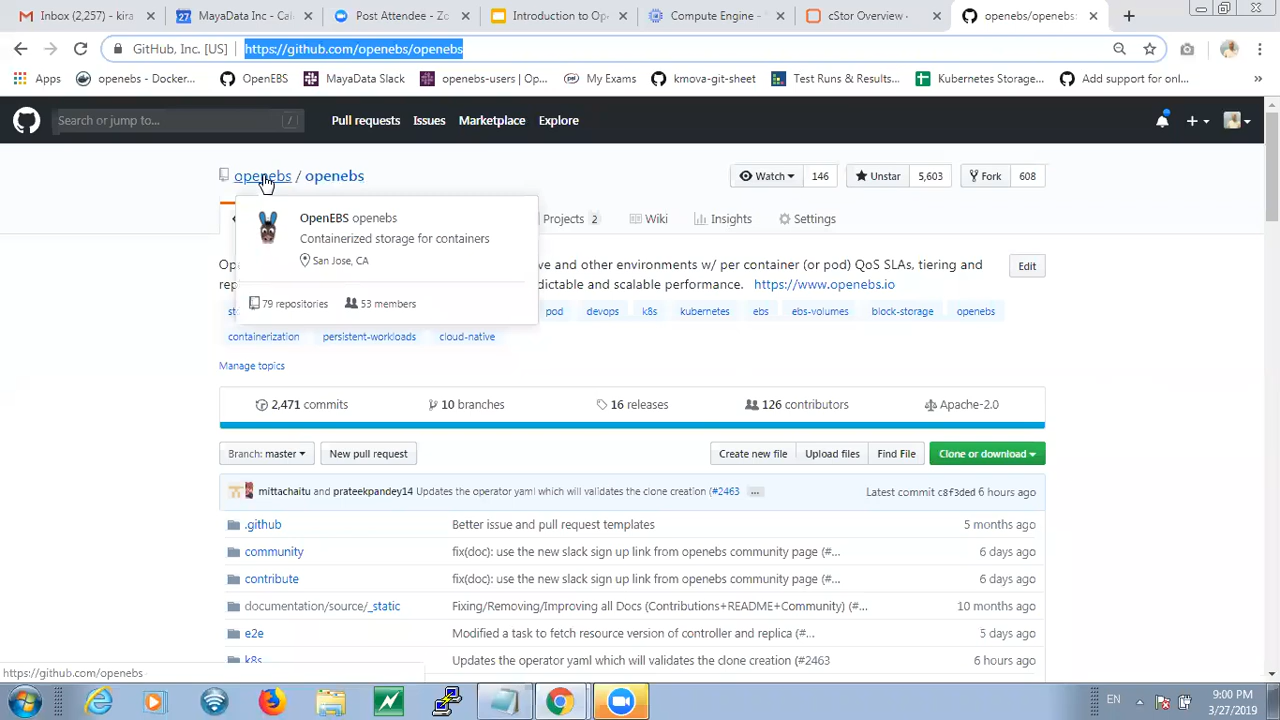 Inbox (2,257) - kira
27 MayaData Inc - Cal
Post Attendee - Zo
Introduction to Op
Compute Engine -
cStor Overview -
openebs/openebs:
GitHub, Inc. [US] https://github.com/openebs/openebs
Apps openebs - Docker... OpenEBS MayaData Slack openebs-users | Op... My Exams kmova-git-sheet Test Runs & Results... Kubernetes Storage... Add support for onl... »
Search or jump to... / Pull requests Issues Marketplace Explore
openebs / openebs Watch 146 Unstar 5,603 Fork 608
Projects 2 Wiki Insights Settings
OpenEBS openebs
Containerized storage for containers
San Jose, CA
79 repositories 53 members
Ope ve and other environments w/ per container (or pod) QoS SLAs, tiering and Edit
rep dictable and scalable performance. https://www.openebs.io
st pod devops k8s kubernetes ebs ebs-volumes block-storage openebs
containerization persistent-workloads cloud-native
Manage topics
2,471 commits 10 branches 16 releases 126 contributors Apache-2.0
Branch: master New pull request Create new file Upload files Find File Clone or download
mittachaitu and prateekpandey14 Updates the operator yaml which will validates the clone creation (#2463 ... Latest commit c8f3ded 6 hours ago
.github Better issue and pull request templates 5 months ago
community fix(doc): use the new slack sign up link from openebs community page (#... 6 days ago
contribute fix(doc): use the new slack sign up link from openebs community page (#... 6 days ago
documentation/source/_static Fixing/Removing/Improving all Docs (Contributions+README+Community) (#... 10 months ago
e2e Modified a task to fetch resource version of controller and replica (#... 5 days ago
k8s Updates the operator yaml which will validates the clone creation (#2463 6 hours ago
https://github.com/openebs
EN 9:00 PM
3/27/2019